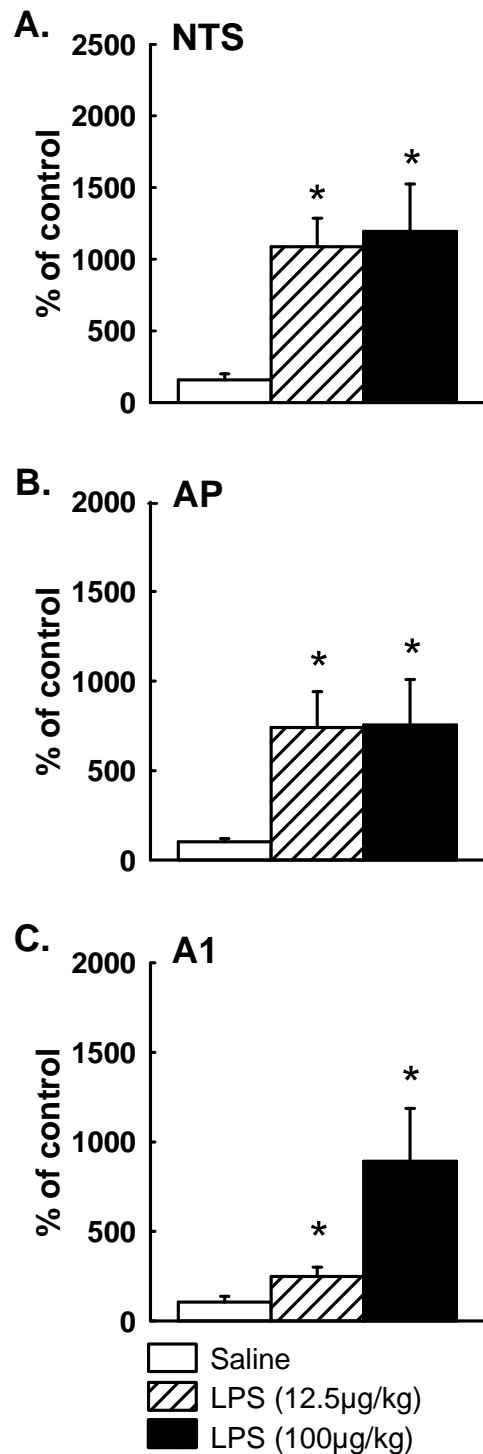 A. NTS
2500
2000
1500
1000
500
0
% of control
*
*
B. AP
2000
1500
1000
500
0
% of control
*
*
C. A1
2000
1500
1000
500
0
% of control
*
*
Saline
LPS (12.5µg/kg)
LPS (100µg/kg)